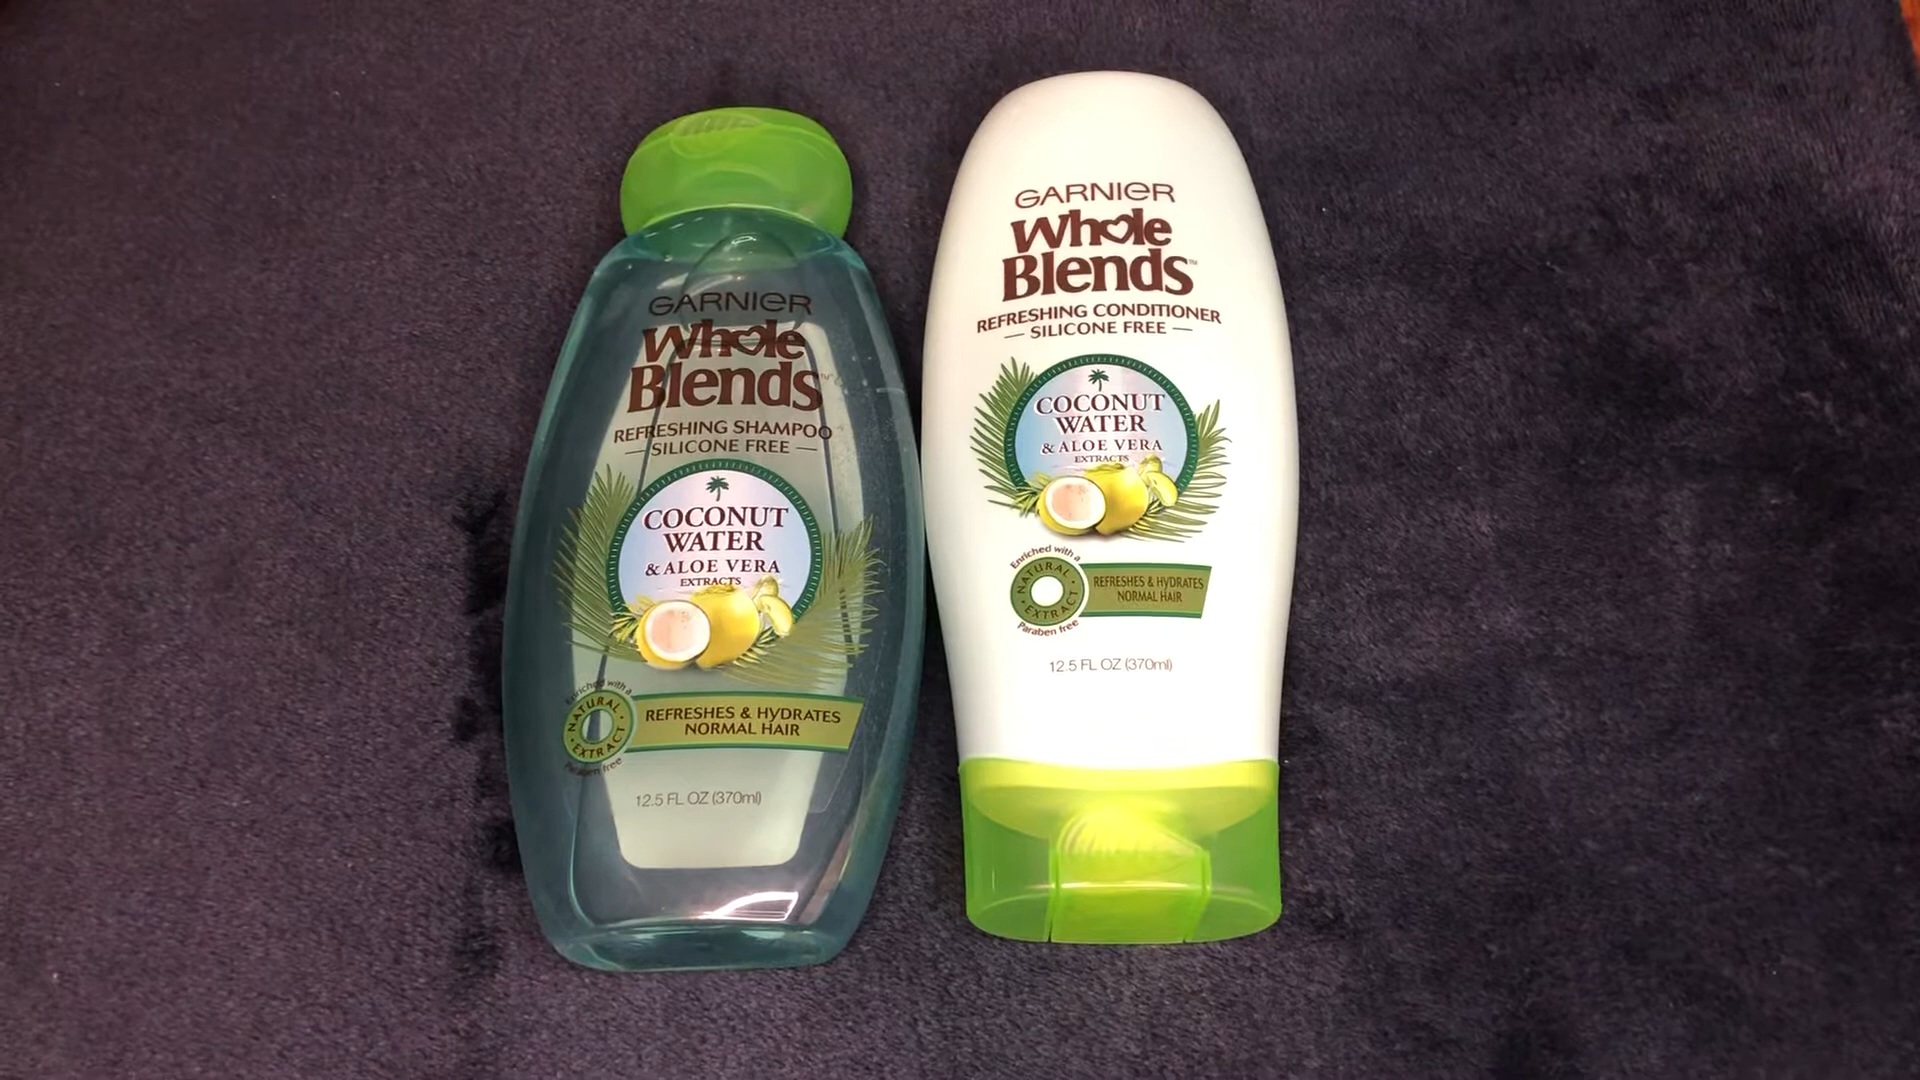 GARNIER
Whole
Blends™
REFRESHING SHAMPOO
— SILICONE FREE —
COCONUT
WATER
& ALOE VERA
EXTRACTS
Enriched with a
NATURAL
EXTRACT
Paraben free
REFRESHES & HYDRATES
NORMAL HAIR
12.5 FL OZ (370ml)
GARNIER
Whole
Blends™
REFRESHING CONDITIONER
— SILICONE FREE —
COCONUT
WATER
& ALOE VERA
EXTRACTS
Enriched with a
NATURAL
EXTRACT
Paraben free
REFRESHES & HYDRATES
NORMAL HAIR
12.5 FL OZ (370ml)